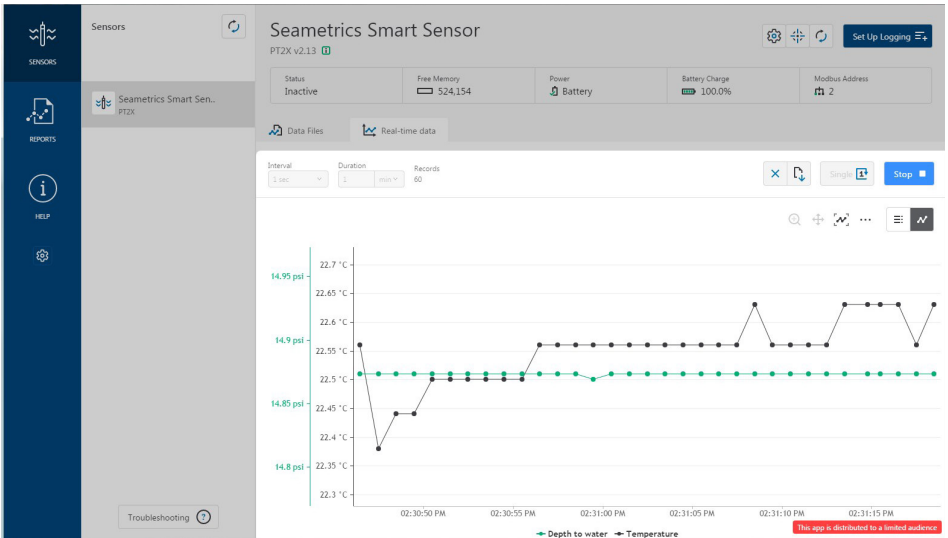 SENSORS
REPORTS
HELP
Sensors
Seametrics Smart Sen..
PT2X
Troubleshooting ?
Seametrics Smart Sensor
PT2X v2.13
Set Up Logging
Status
Inactive
Free Memory
524,154
Power
Battery
Battery Charge
100.0%
Modbus Address
2
Data Files
Real-time data
Interval
1 sec
Duration
1
min
Records
60
Single
1
Stop
14.95 psi
14.9 psi
14.85 psi
14.8 psi
22.7 °C
22.65 °C
22.6 °C
22.55 °C
22.5 °C
22.45 °C
22.4 °C
22.35 °C
22.3 °C
02:30:50 PM
02:30:55 PM
02:31:00 PM
02:31:05 PM
02:31:10 PM
02:31:15 PM
Depth to water
Temperature
This app is distributed to a limited audience